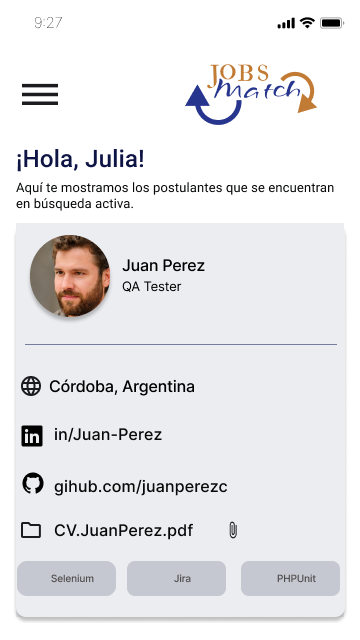 9:27
JOBS
Match
¡Hola, Julia!
Aquí te mostramos los postulantes que se encuentran
en búsqueda activa.
Juan Perez
QA Tester
Córdoba, Argentina
in
in/Juan-Perez
gihub.com/juanperezc
CV.JuanPerez.pdf
Selenium Jira PHPUnit